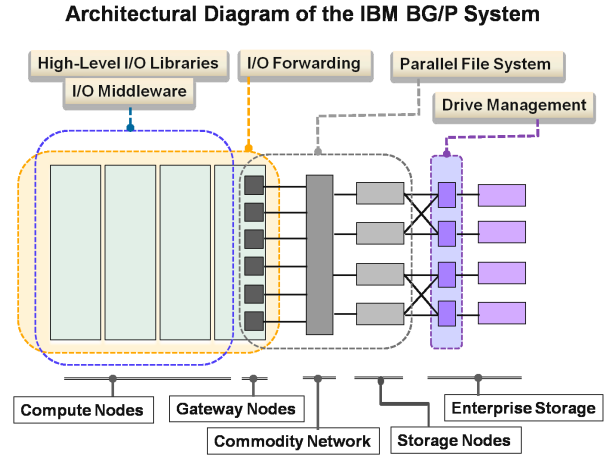 Architectural Diagram of the IBM BG/P System
High-Level I/O Libraries
I/O Forwarding
Parallel File System
I/O Middleware
Drive Management
Compute Nodes
Gateway Nodes
Enterprise Storage
Commodity Network
Storage Nodes